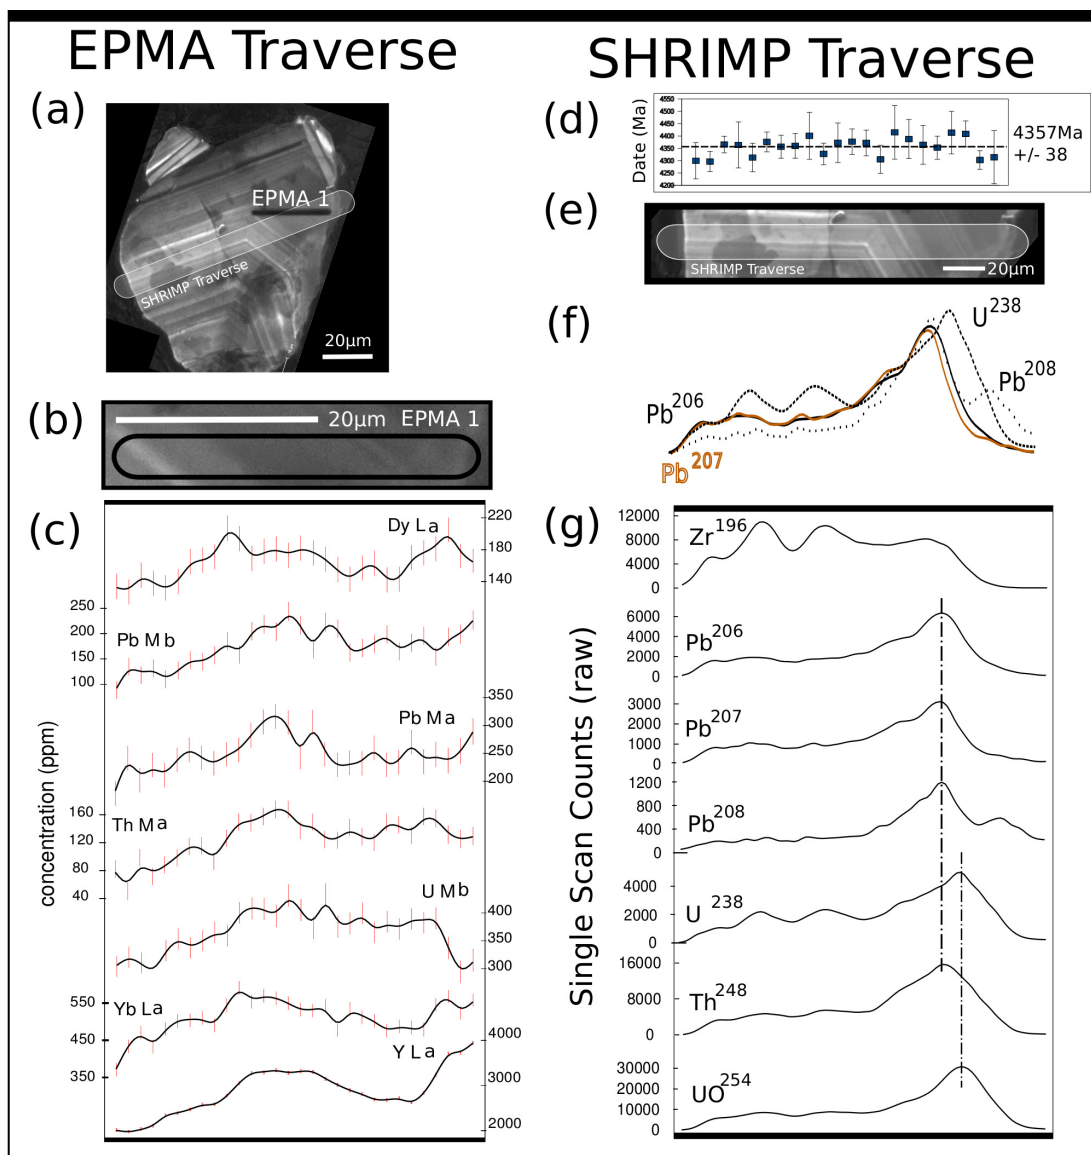 EPMA Traverse
(a)
EPMA 1
SHRIMP Traverse
20µm
(b)
20µm EPMA 1
(c)
concentration (ppm)
Dy La
220
180
140
Pb Mb
250
200
150
100
Pb Ma
350
300
250
200
Th Ma
160
120
80
40
U Mb
400
350
300
Yb La
550
450
350
Y La
4000
3000
2000
SHRIMP Traverse
(d)
Date (Ma)
4550
4500
4450
4400
4350
4300
4250
4200
4357Ma
+/- 38
(e)
SHRIMP Traverse
20µm
(f)
U238
Pb208
Pb206
Pb207
(g)
Single Scan Counts (raw)
Zr196
12000
8000
4000
0
Pb206
6000
4000
2000
0
Pb207
3000
2000
1000
0
Pb208
1200
800
400
0
U 238
4000
2000
0
Th248
16000
8000
0
UO254
30000
20000
10000
0